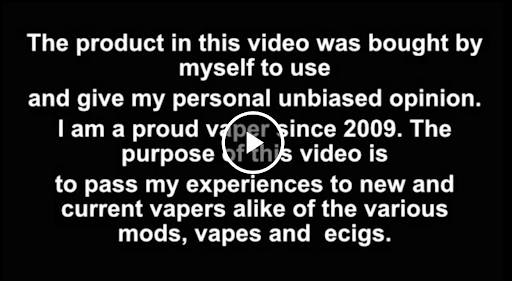 The product in this video was bought by
myself to use
and give my personal unbiased opinion.
I am a proud vaper since 2009. The
purpose of this video is
to pass my experiences to new and
current vapers alike of the various
mods, vapes and  ecigs.